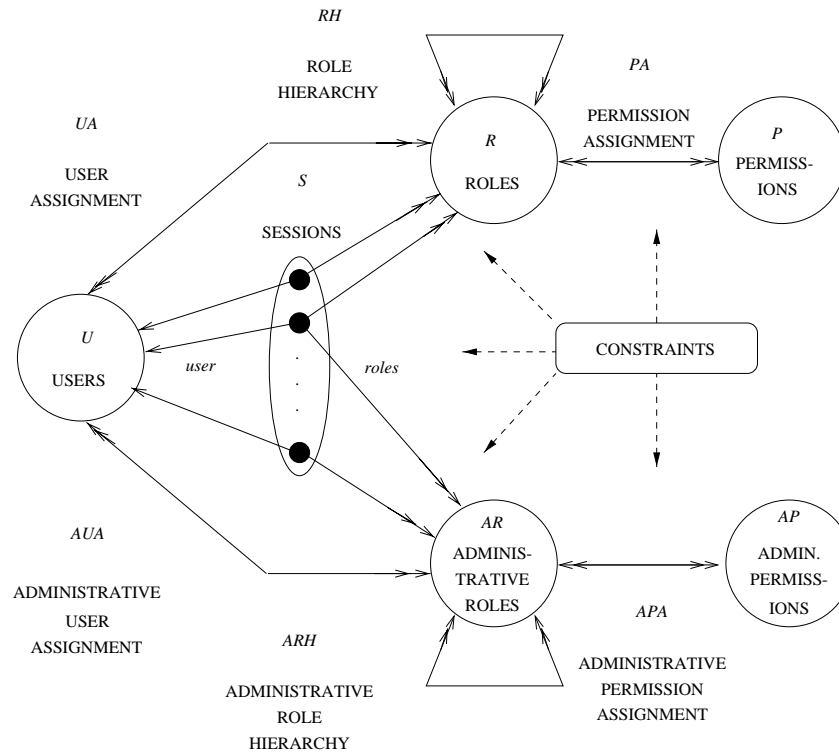 RH
ROLE
HIERARCHY
PA
PERMISSION
ASSIGNMENT
UA
USER
ASSIGNMENT
S
SESSIONS
R
ROLES
P
PERMISS-
IONS
U
USERS
user
roles
.
.
.
CONSTRAINTS
AUA
ADMINISTRATIVE
USER
ASSIGNMENT
AR
ADMINIS-
TRATIVE
ROLES
AP
ADMIN.
PERMISS-
IONS
ARH
ADMINISTRATIVE
ROLE
HIERARCHY
APA
ADMINISTRATIVE
PERMISSION
ASSIGNMENT